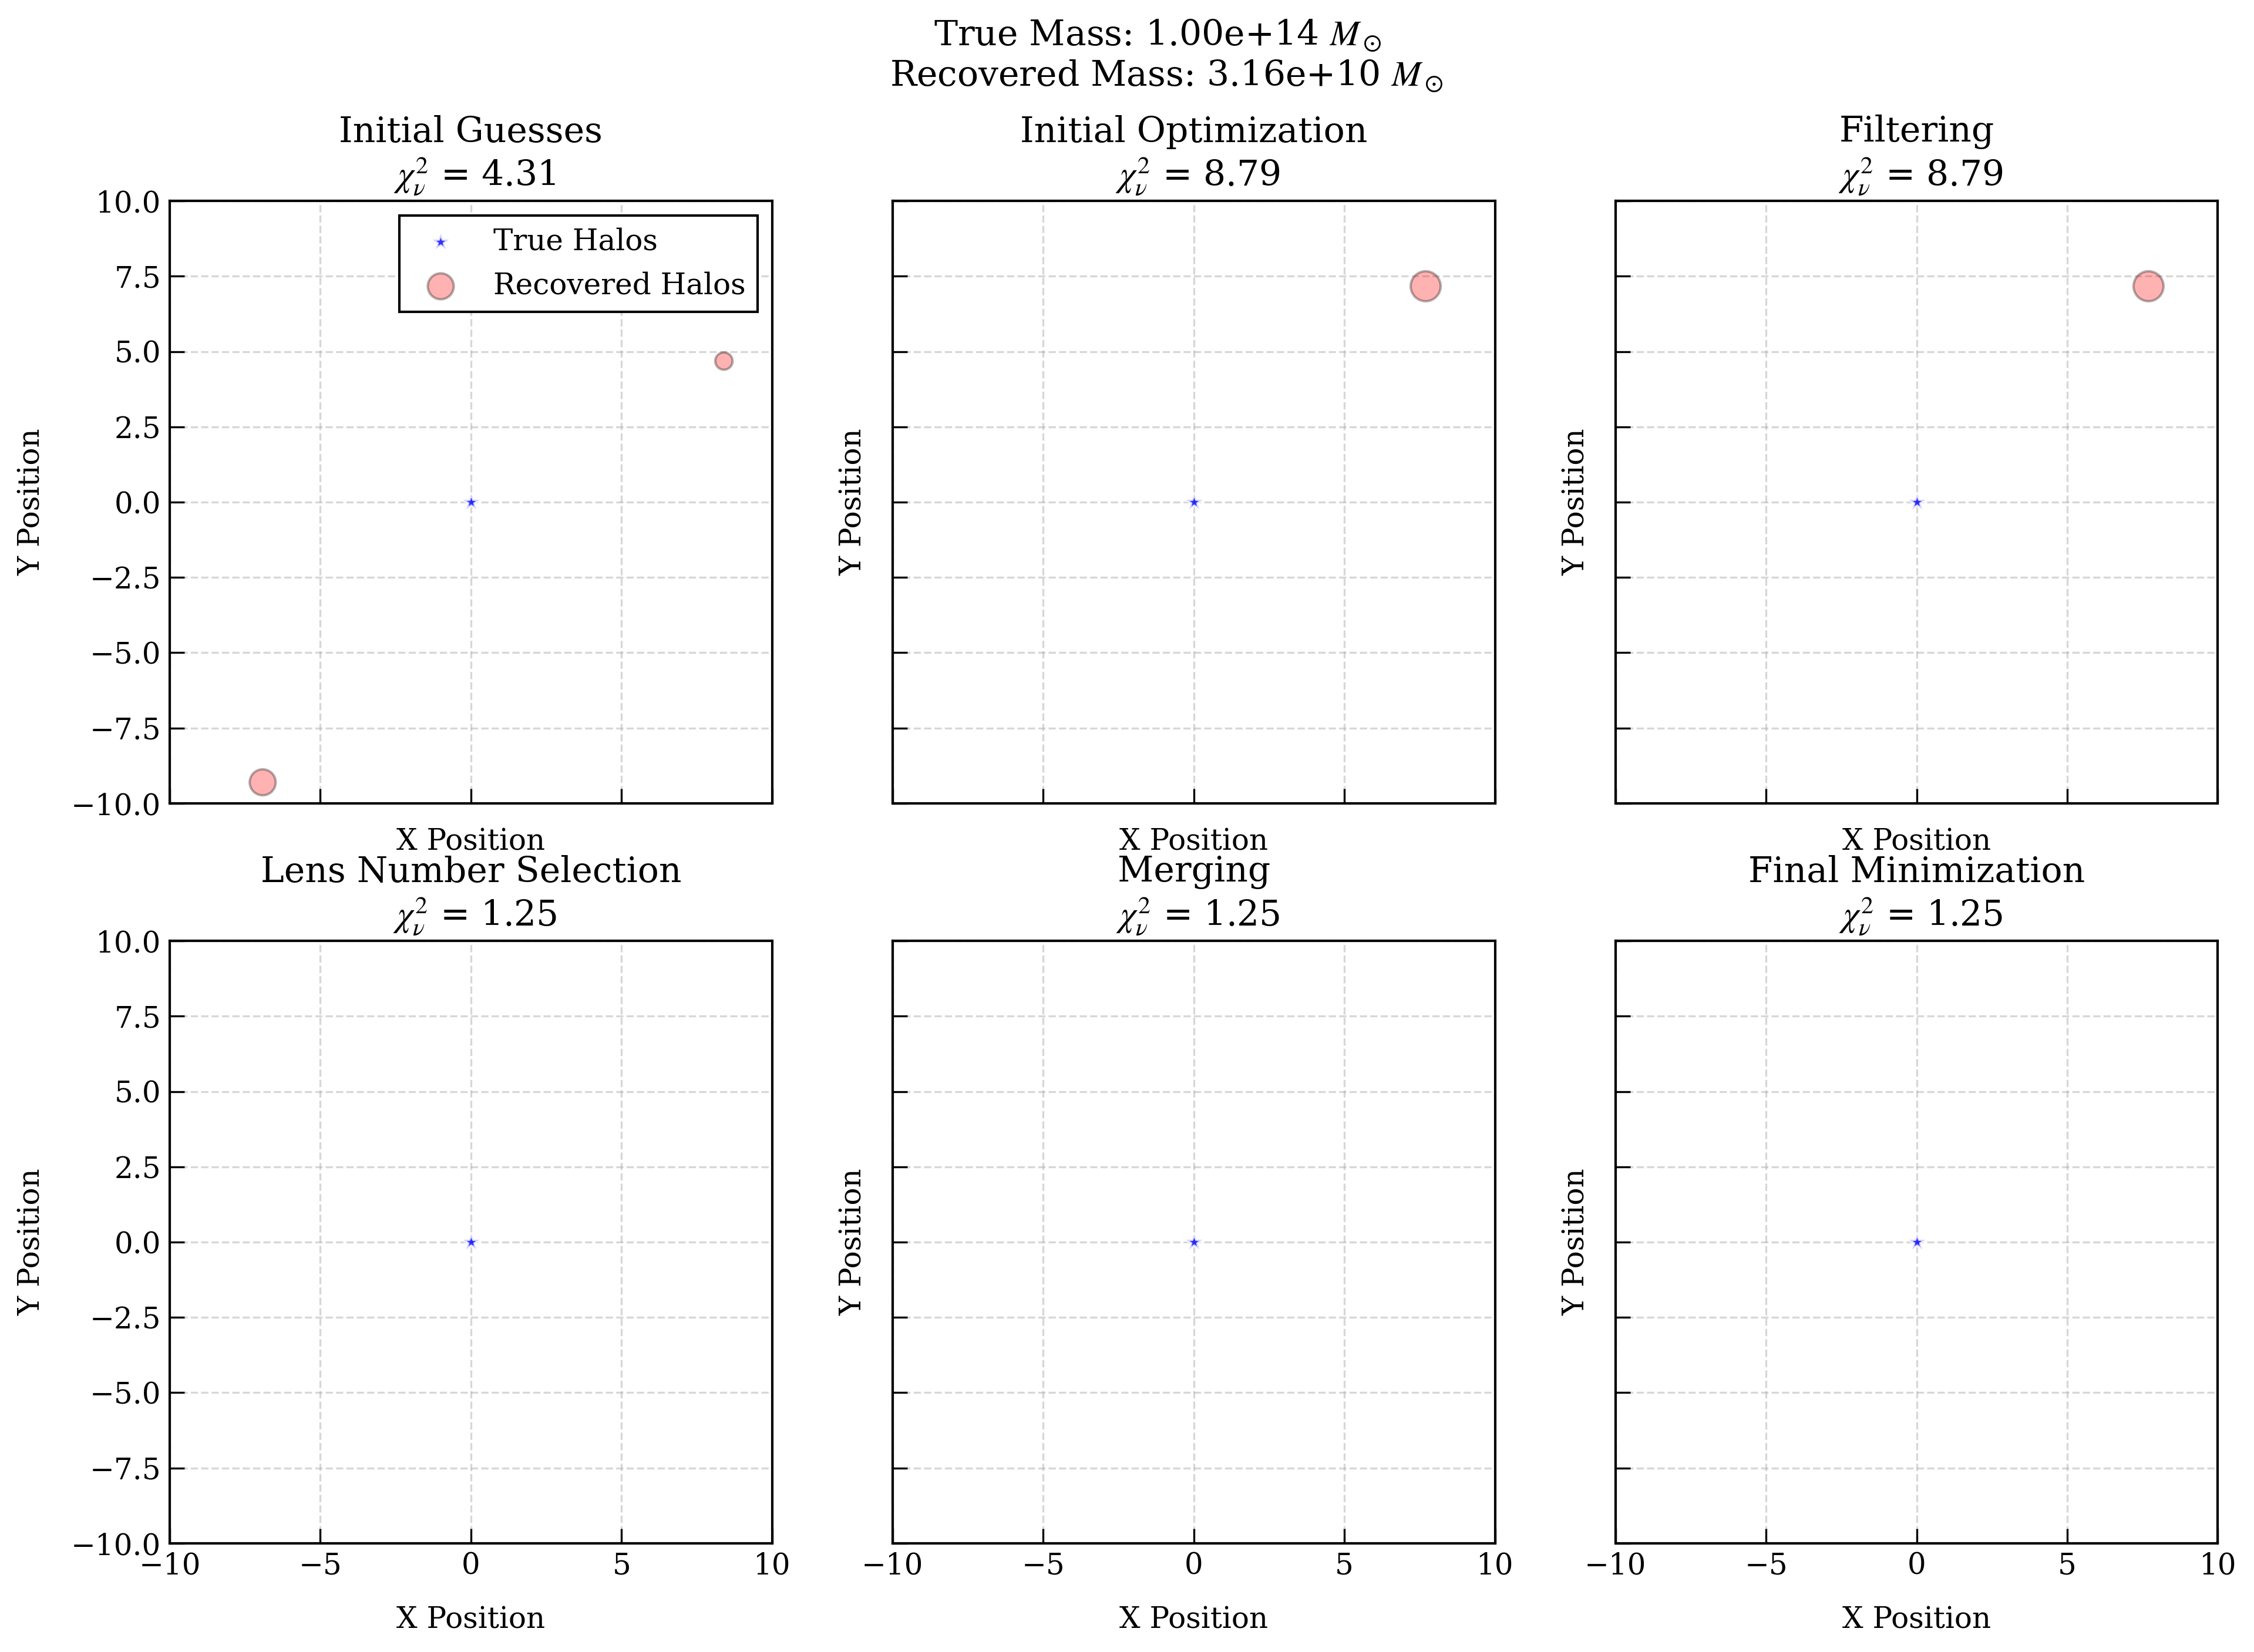 True Mass: 1.00e+14 M⊙
Recovered Mass: 3.16e+10 M⊙
Initial Guesses
χ²ν = 4.31
Initial Optimization
χ²ν = 8.79
Filtering
χ²ν = 8.79
True Halos
Recovered Halos
10.0
7.5
5.0
2.5
0.0
−2.5
−5.0
−7.5
−10.0
Y Position
Y Position
Y Position
X Position
X Position
X Position
Lens Number Selection
χ²ν = 1.25
Merging
χ²ν = 1.25
Final Minimization
χ²ν = 1.25
10.0
7.5
5.0
2.5
0.0
−2.5
−5.0
−7.5
−10.0
Y Position
Y Position
Y Position
−10 −5 0 5 10
−10 −5 0 5 10
−10 −5 0 5 10
X Position
X Position
X Position